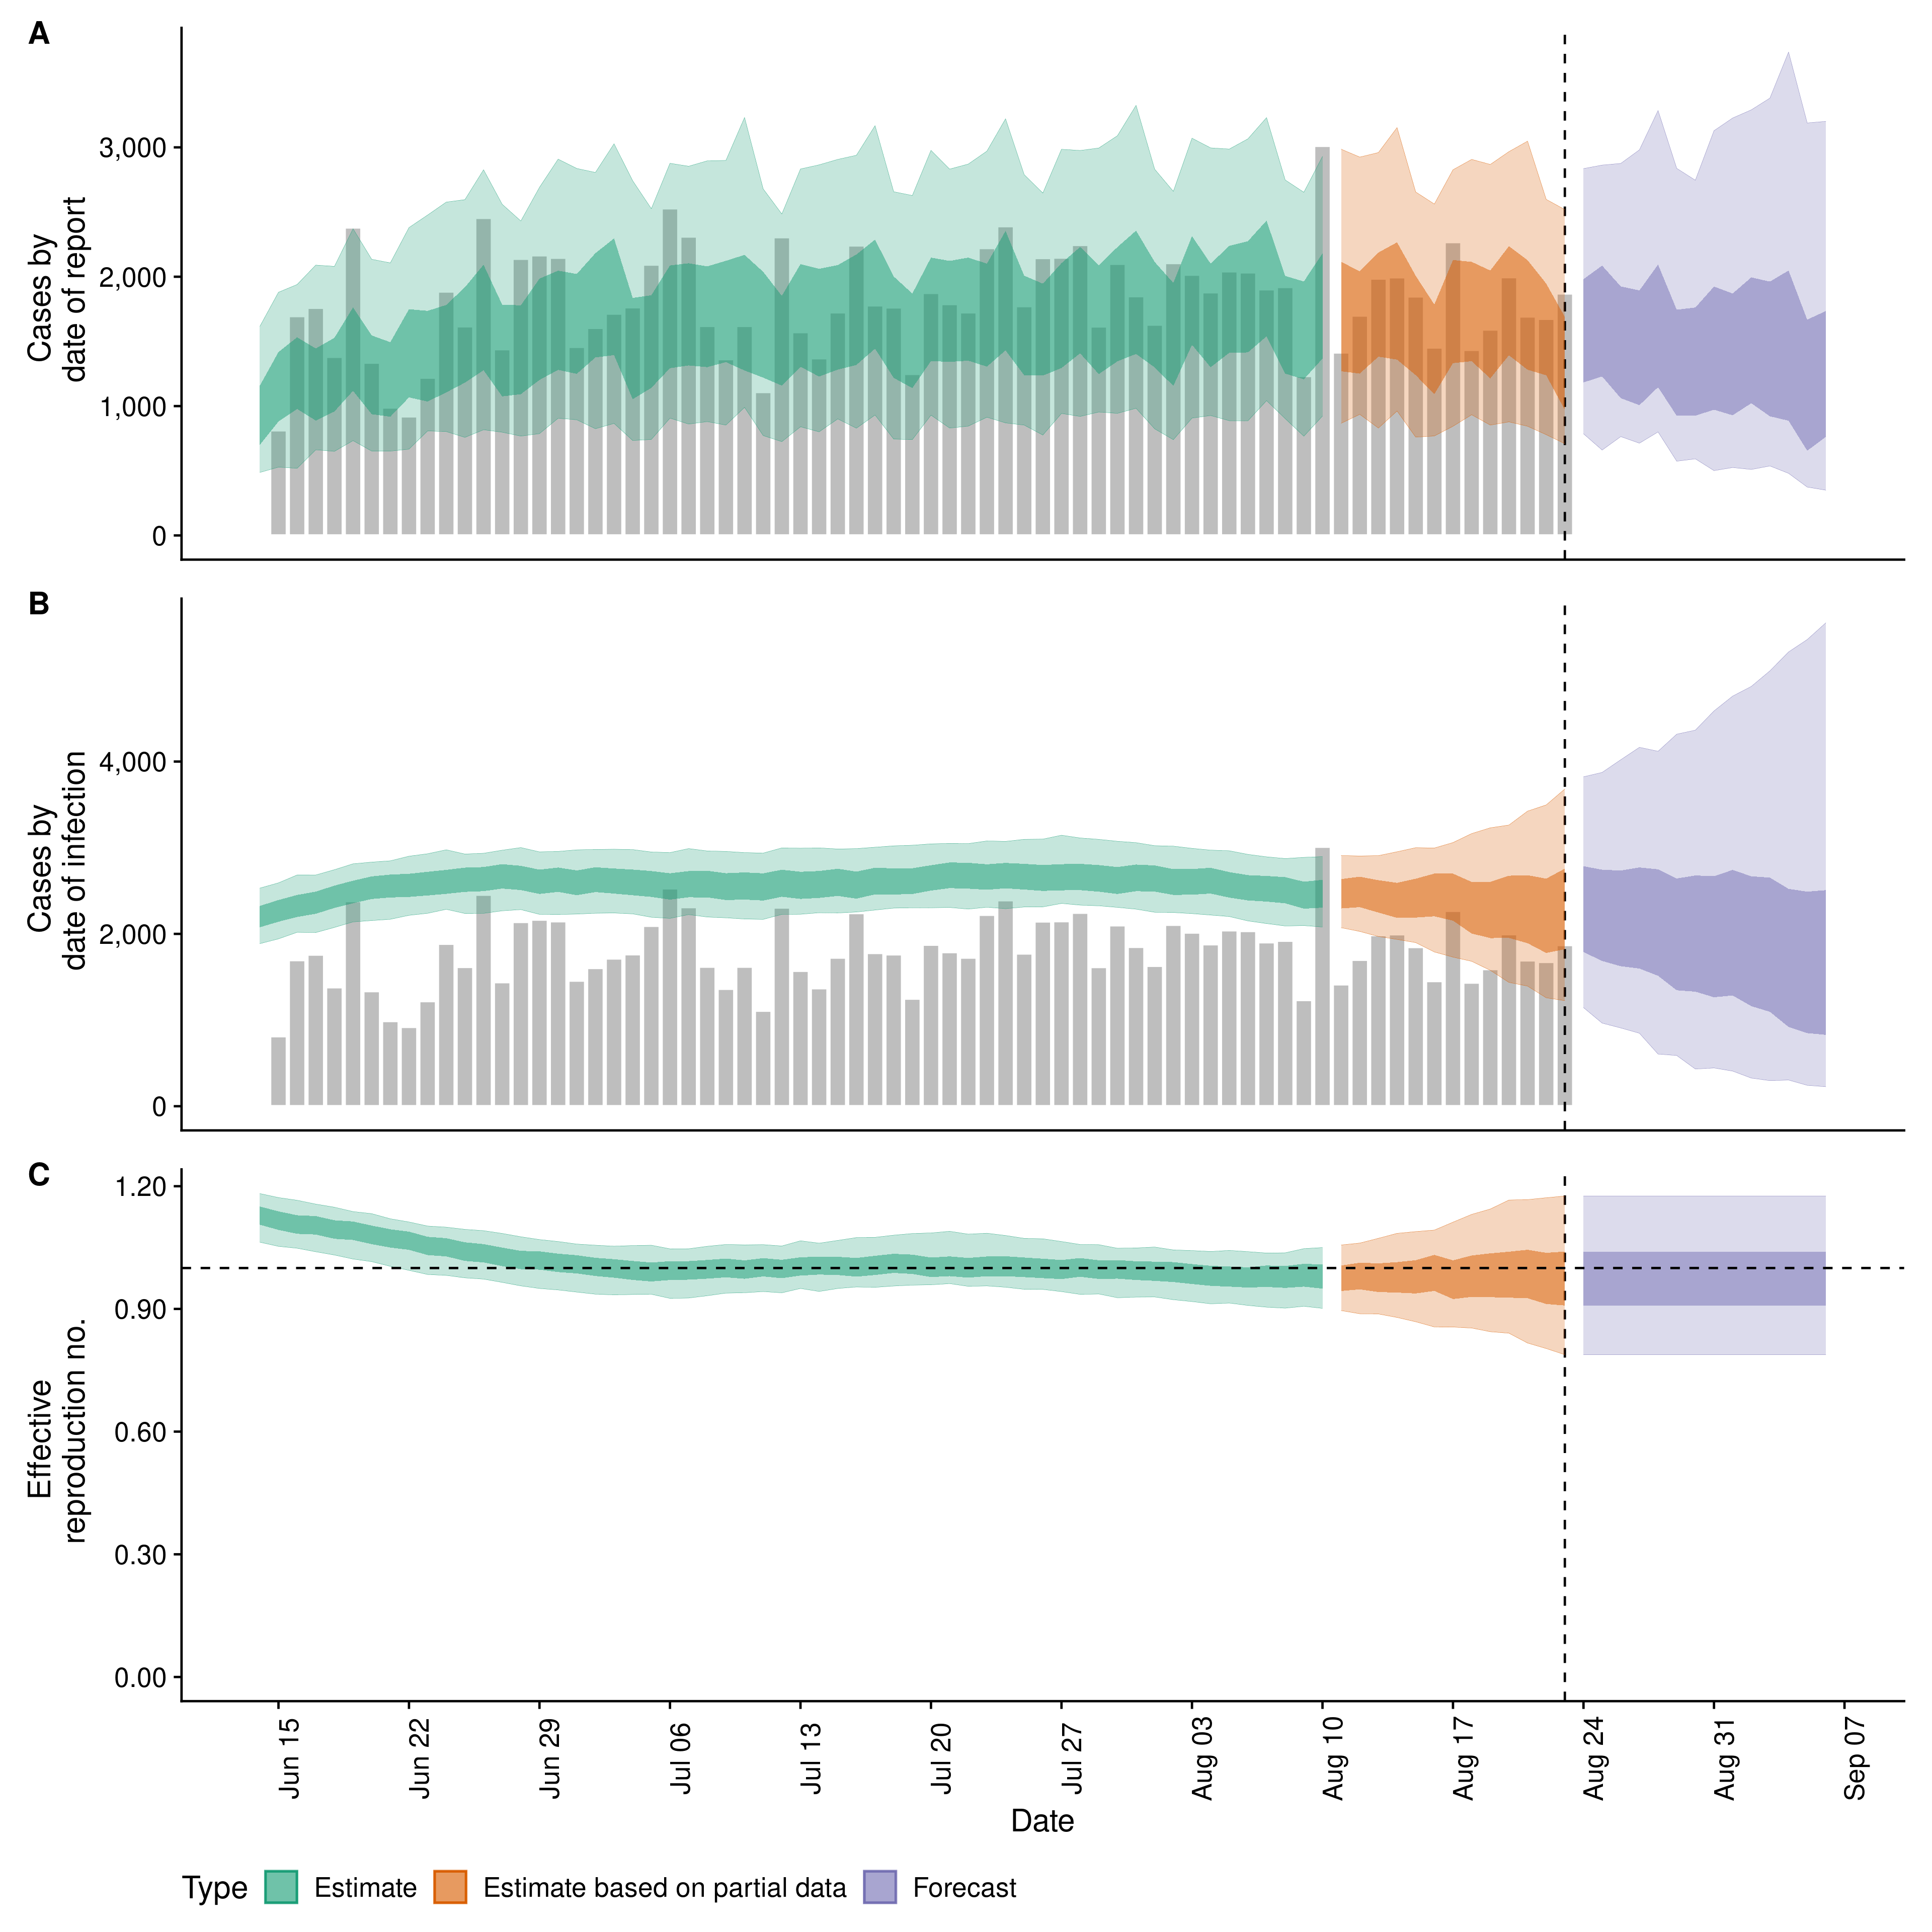 A
Cases by
date of report
3,000
2,000
1,000
0
B
Cases by
date of infection
4,000
2,000
0
C
Effective
reproduction no.
1.20
0.90
0.60
0.30
0.00
Jun 15
Jun 22
Jun 29
Jul 06
Jul 13
Jul 20
Jul 27
Aug 03
Aug 10
Aug 17
Aug 24
Aug 31
Sep 07
Date
Type Estimate Estimate based on partial data Forecast